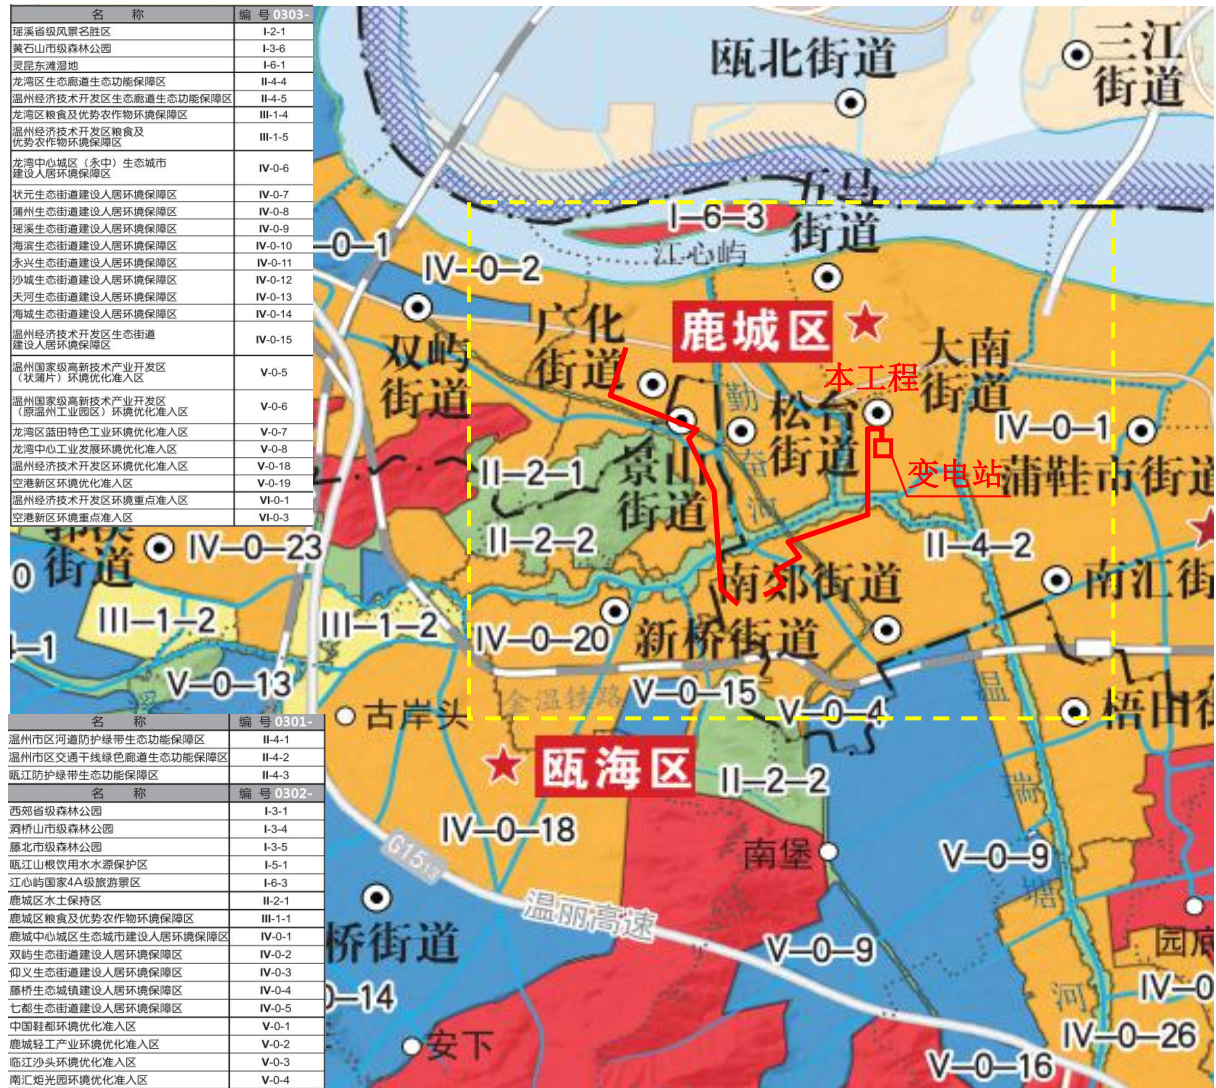 名 称 编 号 0303-
瑶溪省级风景名胜区 I-2-1
黄石山市级森林公园 I-3-6
灵昆东滩湿地 I-6-1
龙湾区生态廊道生态功能保障区 II-4-4
温州经济技术开发区生态廊道生态功能保障区 II-4-5
龙湾区粮食及优势农作物环境保障区 III-1-4
温州经济技术开发区粮食及
优势农作物环境保障区 III-1-5
龙湾中心城区（永中）生态城市
建设人居环境保障区 IV-0-6
状元生态街道建设人居环境保障区 IV-0-7
蒲州生态街道建设人居环境保障区 IV-0-8
瑶溪生态街道建设人居环境保障区 IV-0-9
海滨生态街道建设人居环境保障区 IV-0-10
永兴生态街道建设人居环境保障区 IV-0-11
沙城生态街道建设人居环境保障区 IV-0-12
天河生态街道建设人居环境保障区 IV-0-13
海城生态街道建设人居环境保障区 IV-0-14
温州经济技术开发区生态街道
建设人居环境保障区 IV-0-15
温州国家级高新技术产业开发区
（状蒲片）环境优化准入区 V-0-5
温州国家级高新技术产业开发区
（原温州工业园区）环境优化准入区 V-0-6
龙湾区蓝田特色工业环境优化准入区 V-0-7
龙湾中心工业发展环境优化准入区 V-0-8
温州经济技术开发区环境优化准入区 V-0-18
空港新区环境优化准入区 V-0-19
温州经济技术开发区环境重点准入区 VI-0-1
空港新区环境重点准入区 VI-0-3
名 称 编 号 0301-
温州市区河道防护绿带生态功能保障区 II-4-1
温州市区交通干线绿色廊道生态功能保障区 II-4-2
瓯江防护绿带生态功能保障区 II-4-3
名 称 编 号 0302-
西郊省级森林公园 I-3-1
洞桥山市级森林公园 I-3-4
藤北市级森林公园 I-3-5
瓯江山根饮用水水源保护区 I-5-1
江心屿国家4A级旅游景区 I-6-3
鹿城区水土保持区 II-2-1
鹿城区粮食及优势农作物环境保障区 III-1-1
鹿城中心城区生态城市建设人居环境保障区 IV-0-1
双屿生态街道建设人居环境保障区 IV-0-2
仰义生态街道建设人居环境保障区 IV-0-3
藤桥生态城镇建设人居环境保障区 IV-0-4
七都生态街道建设人居环境保障区 IV-0-5
中国鞋都环境优化准入区 V-0-1
鹿城轻工产业环境优化准入区 V-0-2
临江沙头环境优化准入区 V-0-3
南汇炬光园环境优化准入区 V-0-4
瓯北街道
三江
街道
五马
街道
I-6-3
江心屿
-0-1
IV-0-2
广化
街道
双屿
街道
鹿城区
大南
街道
本工程
松台
街道
勤
奋
河
IV-0-1
II-2-1
景山
街道
变电站
蒲鞋市街道
II-2-2
II-4-2
街道
IV-0-23
0
南郊街道
南汇街
III-1-2
III-1-2
IV-0-20
新桥街道
-1
V-0-13
V-0-15
V-0-4
金温铁路
古岸头
梧田街
温
瑞
塘
河
瓯海区
II-2-2
IV-0-18
G1513
南堡
V-0-9
温丽高速
桥街道
V-0-9
园底
0-14
IV-0
安下
IV-0-26
V-0-16